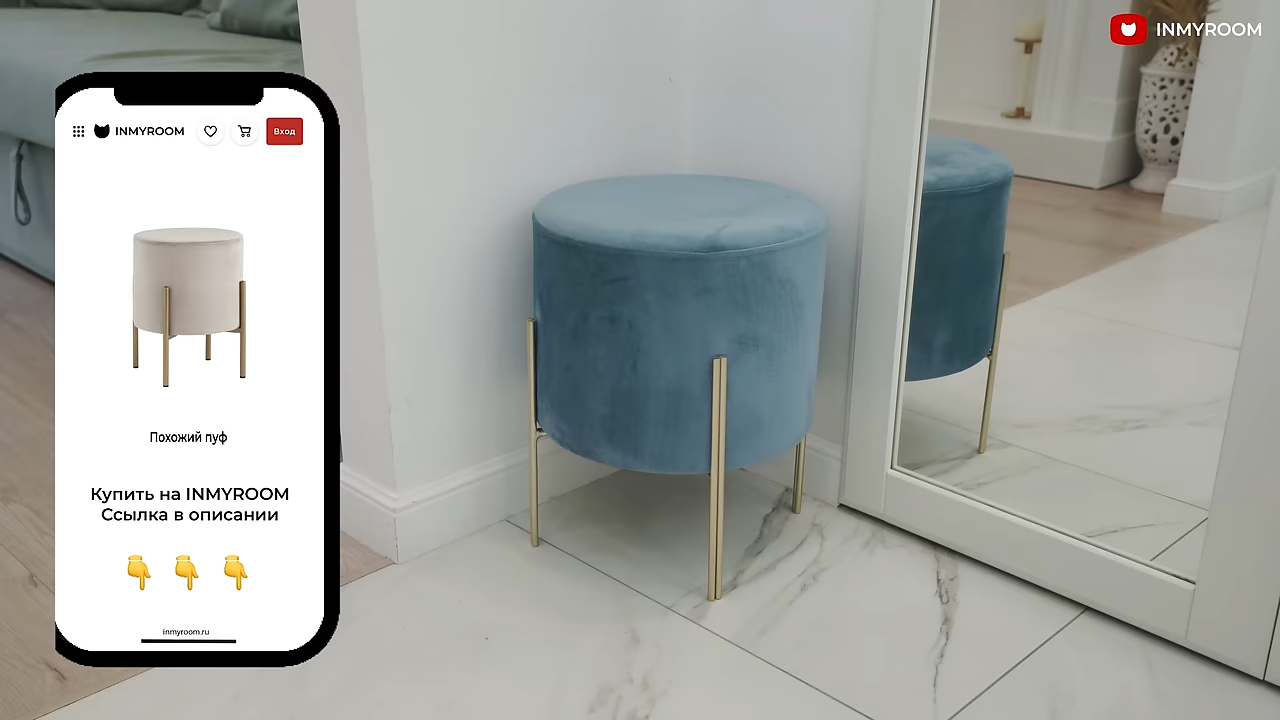 INMYROOM
INMYROOM
Вход
Похожий пуф
Купить на INMYROOM
Ссылка в описании
inmyroom.ru